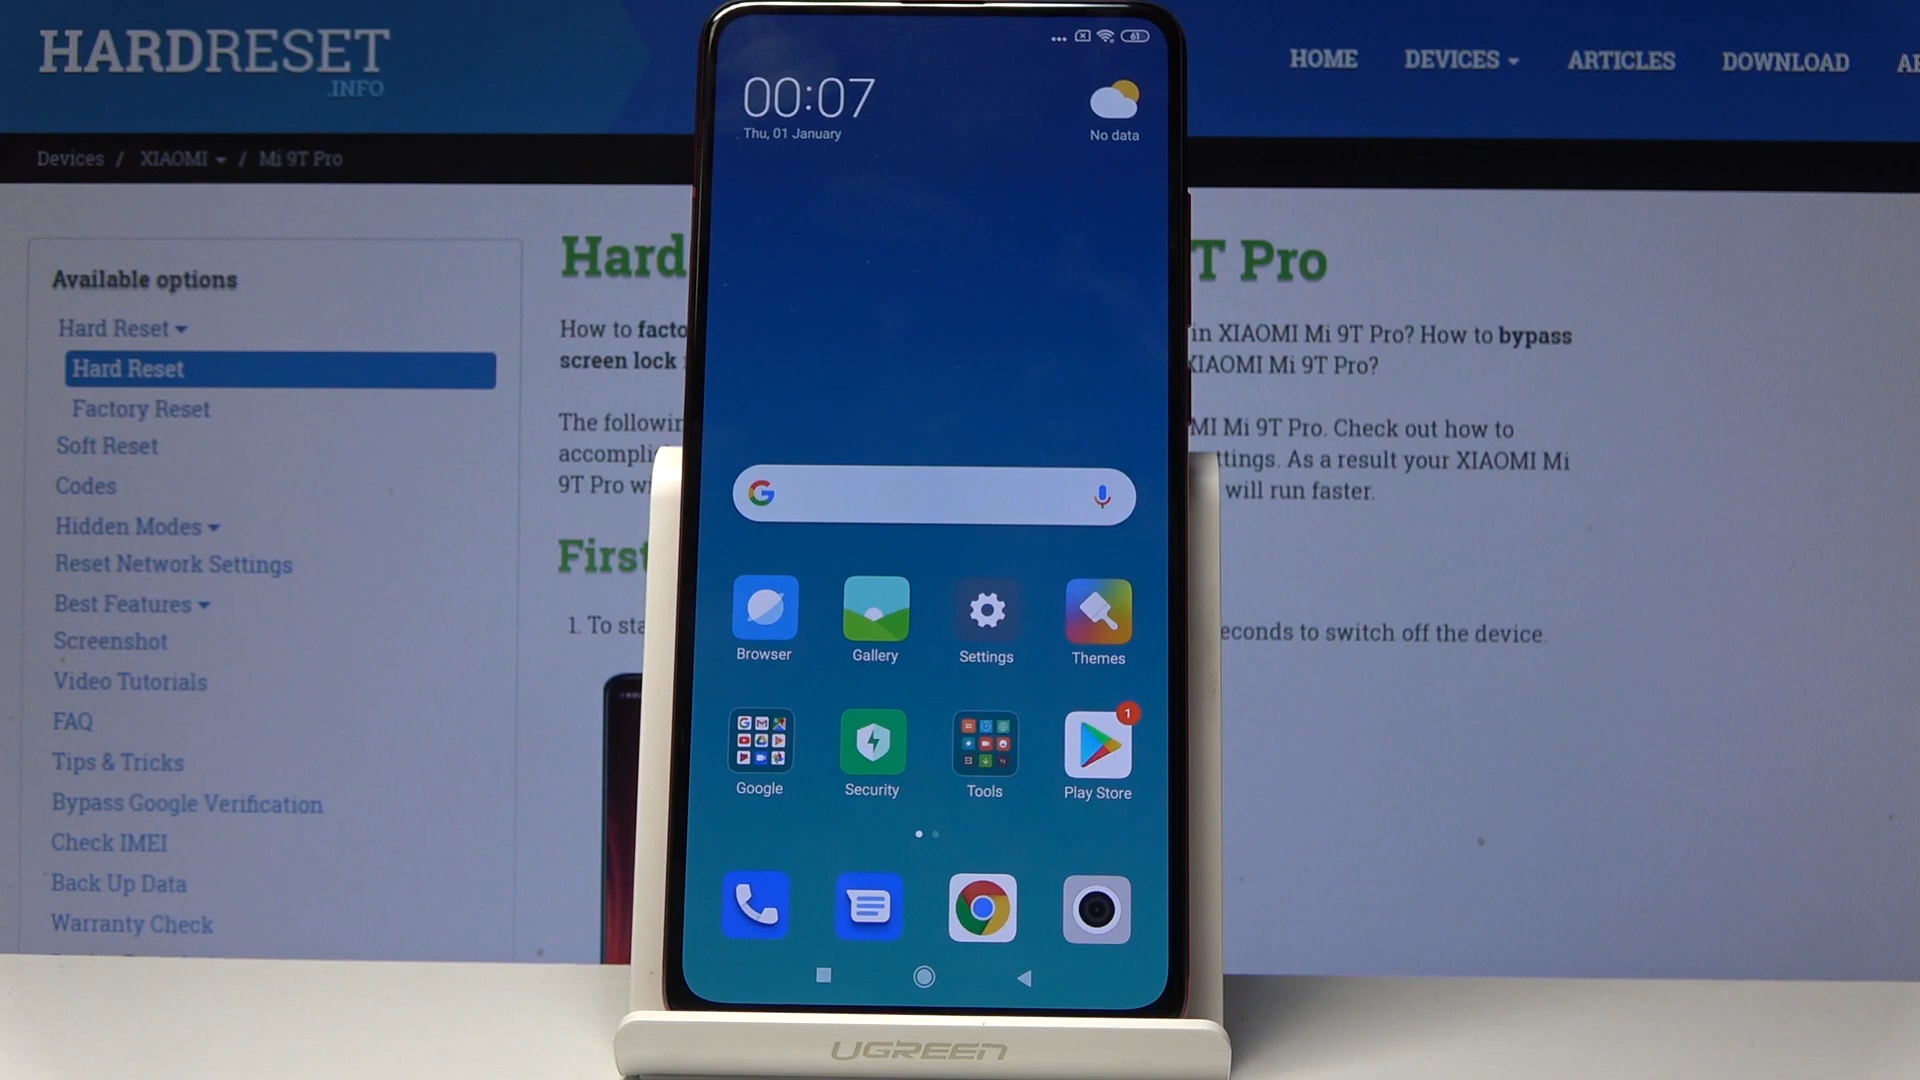 HARDRESET
.INFO
HOME DEVICES ARTICLES DOWNLOAD
Devices / XIAOMI / Mi 9T Pro
Available options
Hard Reset
Hard Reset
Factory Reset
Soft Reset
Codes
Hidden Modes
Reset Network Settings
Best Features
Screenshot
Video Tutorials
FAQ
Tips & Tricks
Bypass Google Verification
Check IMEI
Back Up Data
Warranty Check
Hard
T Pro
How to facto
in XIAOMI Mi 9T Pro? How to bypass
screen lock
XIAOMI Mi 9T Pro?
The followin
MI Mi 9T Pro. Check out how to
accompli
ttings. As a result your XIAOMI Mi
9T Pro wi
will run faster.
First
1. To sta
econds to switch off the device.
61
00:07
Thu, 01 January
No data
Browser
Gallery
Settings
Themes
1
Google
Security
Tools
Play Store
UGREEN